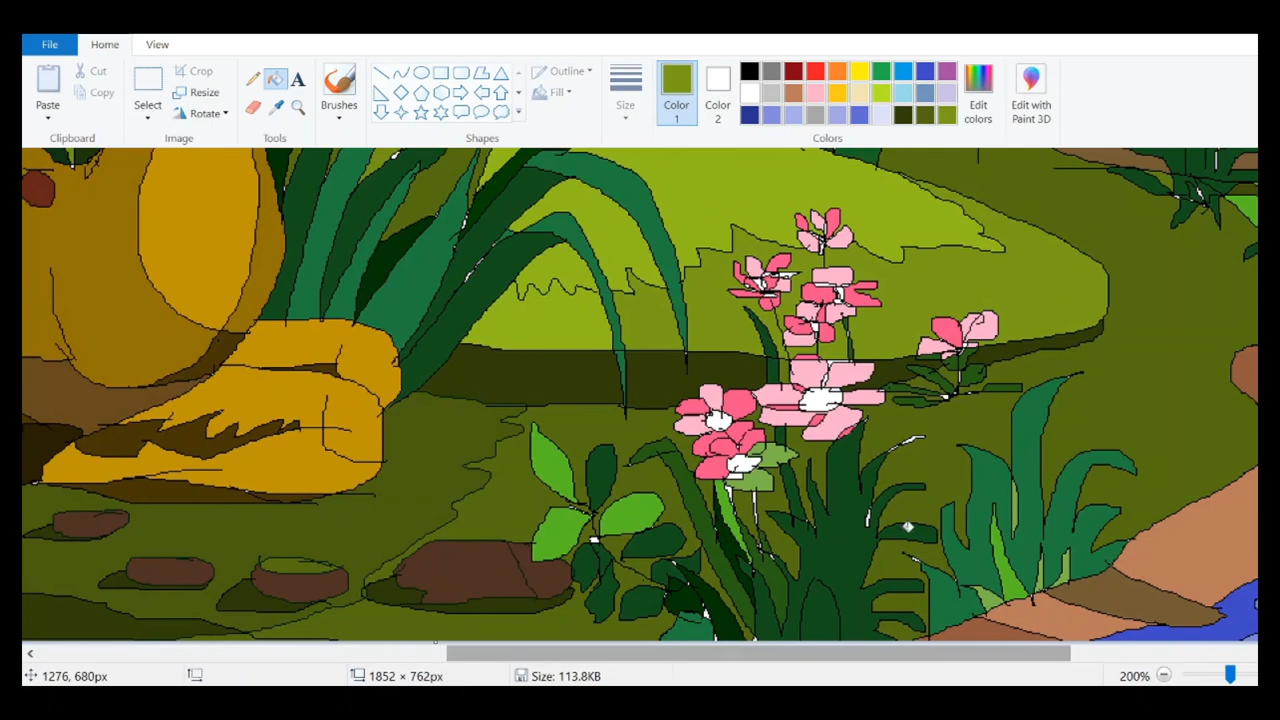 File Home View
Paste
Cut
Copy
Clipboard
Select
Crop
Resize
Rotate
Image
A
Tools
Brushes
Shapes
Outline
Fill
Size
Color 1
Color 2
Edit colors
Edit with Paint 3D
Colors
1276, 680px
1852 × 762px
Size: 113.8KB
200%